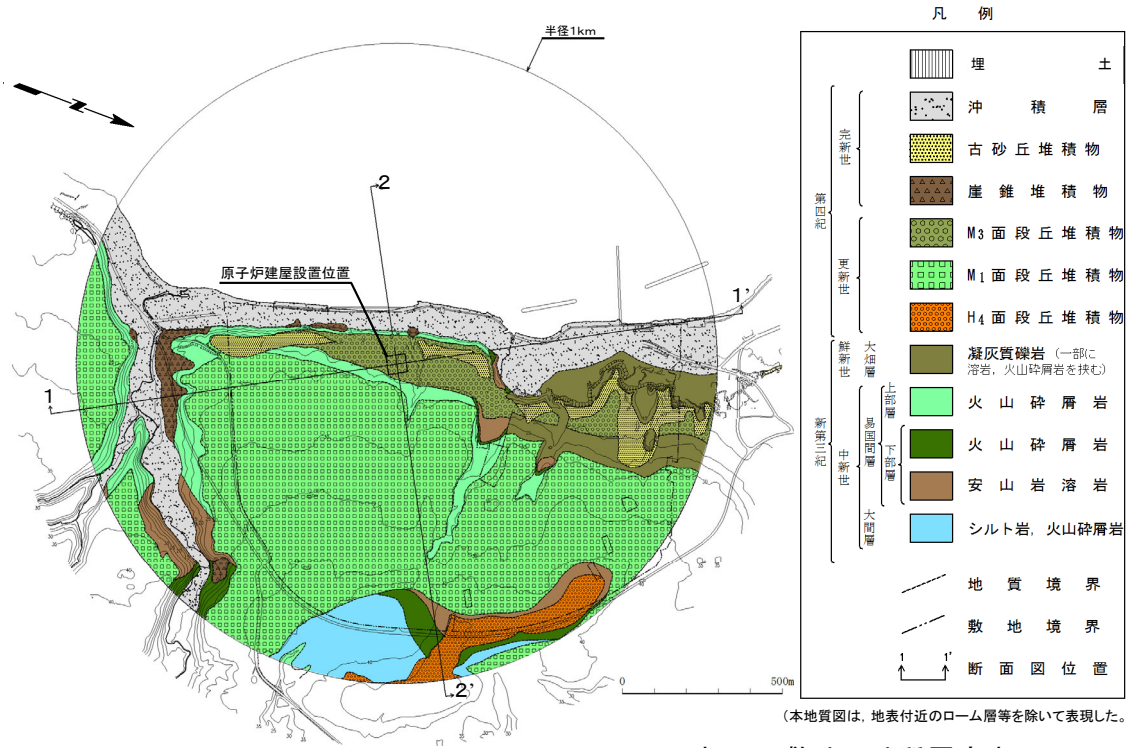 凡 例
半径1km
原子炉建屋設置位置
1
1'
2
2'
0 500m
埋 土
沖 積 層
古 砂 丘 堆 積 物
崖 錐 堆 積 物
M3 面 段 丘 堆 積 物
M1 面 段 丘 堆 積 物
H4 面 段 丘 堆 積 物
凝灰質礫岩 (一部に
溶岩，火山砕屑岩を挟む)
火 山 砕 屑 岩
火 山 砕 屑 岩
安 山 岩 溶 岩
シルト岩，火山砕屑岩
第四紀
完新世
更新世
新第三紀
鮮新世
中新世
大畑層
易国間層
上部層
下部層
大間層
地 質 境 界
敷 地 境 界
1 1' 断 面 図 位 置
(本地質図は，地表付近のローム層等を除いて表現した。